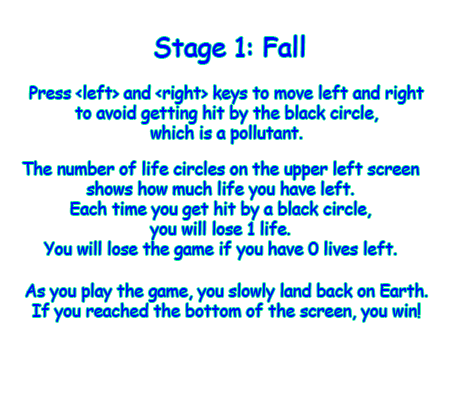 Stage 1: Fall
Press <left> and <right> keys to move left and right
to avoid getting hit by the black circle,
which is a pollutant.
The number of life circles on the upper left screen
shows how much life you have left.
Each time you get hit by a black circle,
you will lose 1 life.
You will lose the game if you have 0 lives left.
As you play the game, you slowly land back on Earth.
If you reached the bottom of the screen, you win!